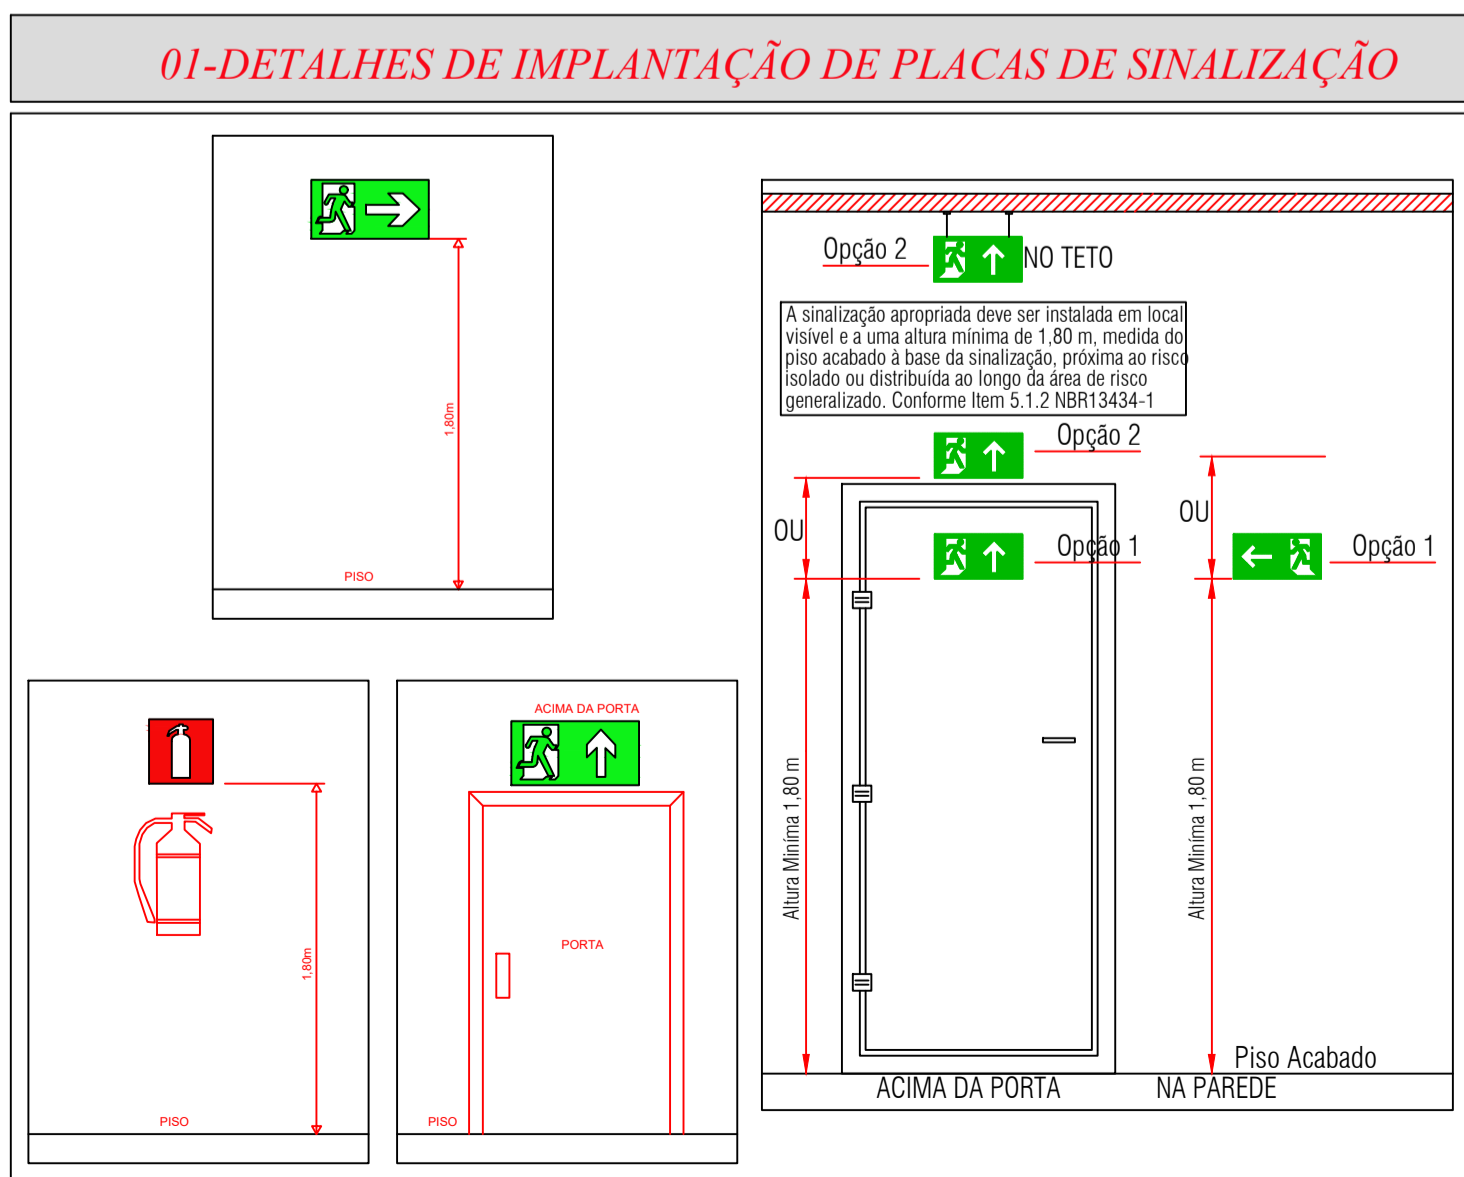 01-DETALHES DE IMPLANTAÇÃO DE PLACAS DE SINALIZAÇÃO
1,80m
PISO
1,80m
PISO
ACIMA DA PORTA
PORTA
PISO
Opção 2
NO TETO
A sinalização apropriada deve ser instalada em local
visível e a uma altura mínima de 1,80 m, medida do
piso acabado à base da sinalização, próxima ao risco
isolado ou distribuída ao longo da área de risco
generalizado. Conforme Item 5.1.2 NBR13434-1
Opção 2
OU
Opção 1
OU
Opção 1
Altura Miníma 1,80 m
Altura Miníma 1,80 m
Piso Acabado
ACIMA DA PORTA
NA PAREDE